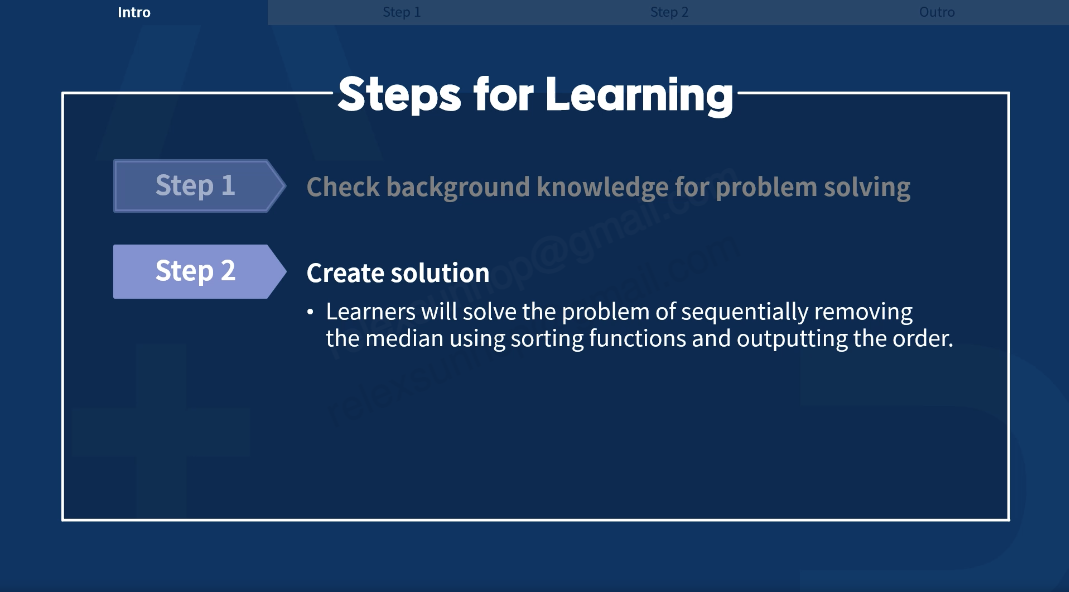 Intro
Step 1
Step 2
Outro
Steps for Learning
Step 1
Check background knowledge for problem solving
Step 2
Create solution
• Learners will solve the problem of sequentially removing
the median using sorting functions and outputting the order.